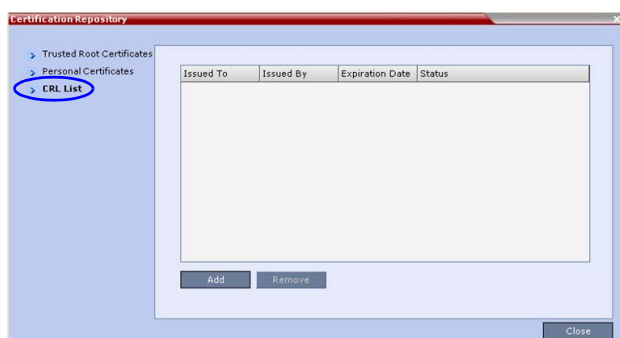 Certification Repository
Trusted Root Certificates
Personal Certificates
CRL List
Issued To Issued By Expiration Date Status
Add Remove
Close